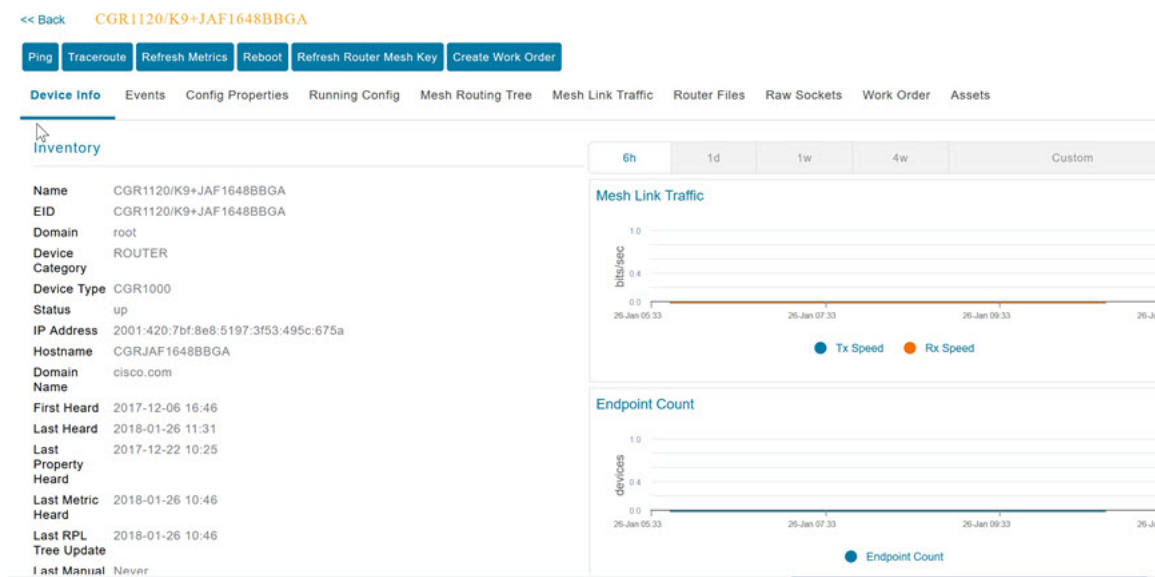 << Back CGR1120/K9+JAF1648BBGA
Ping Traceroute Refresh Metrics Reboot Refresh Router Mesh Key Create Work Order
Device Info Events Config Properties Running Config Mesh Routing Tree Mesh Link Traffic Router Files Raw Sockets Work Order Assets
Inventory
Name CGR1120/K9+JAF1648BBGA
EID CGR1120/K9+JAF1648BBGA
Domain root
Device ROUTER
Category
Device Type CGR1000
Status up
IP Address 2001:420:7bf:8e8:5197:3f53:495c:675a
Hostname CGRJAF1648BBGA
Domain cisco.com
Name
First Heard 2017-12-06 16:46
Last Heard 2018-01-26 11:31
Last 2017-12-22 10:25
Property
Heard
Last Metric 2018-01-26 10:46
Heard
Last RPL 2018-01-26 10:46
Tree Update
Last Manual Never
6h 1d 1w 4w Custom
Mesh Link Traffic
bits/sec
1.0
0.4
0.0
26-Jan 05:33 26-Jan 07:33 26-Jan 09:33
Tx Speed Rx Speed
Endpoint Count
devices
1.0
0.4
0.0
26-Jan 05:33 26-Jan 07:33 26-Jan 09:33
Endpoint Count